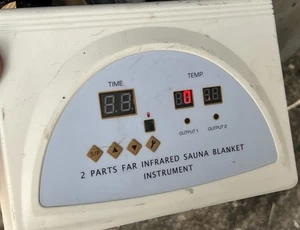 TIME
TEMP
OUTPUT 1 OUTPUT 2
2 PARTS FAR INFRARED SAUNA BLANKET
INSTRUMENT